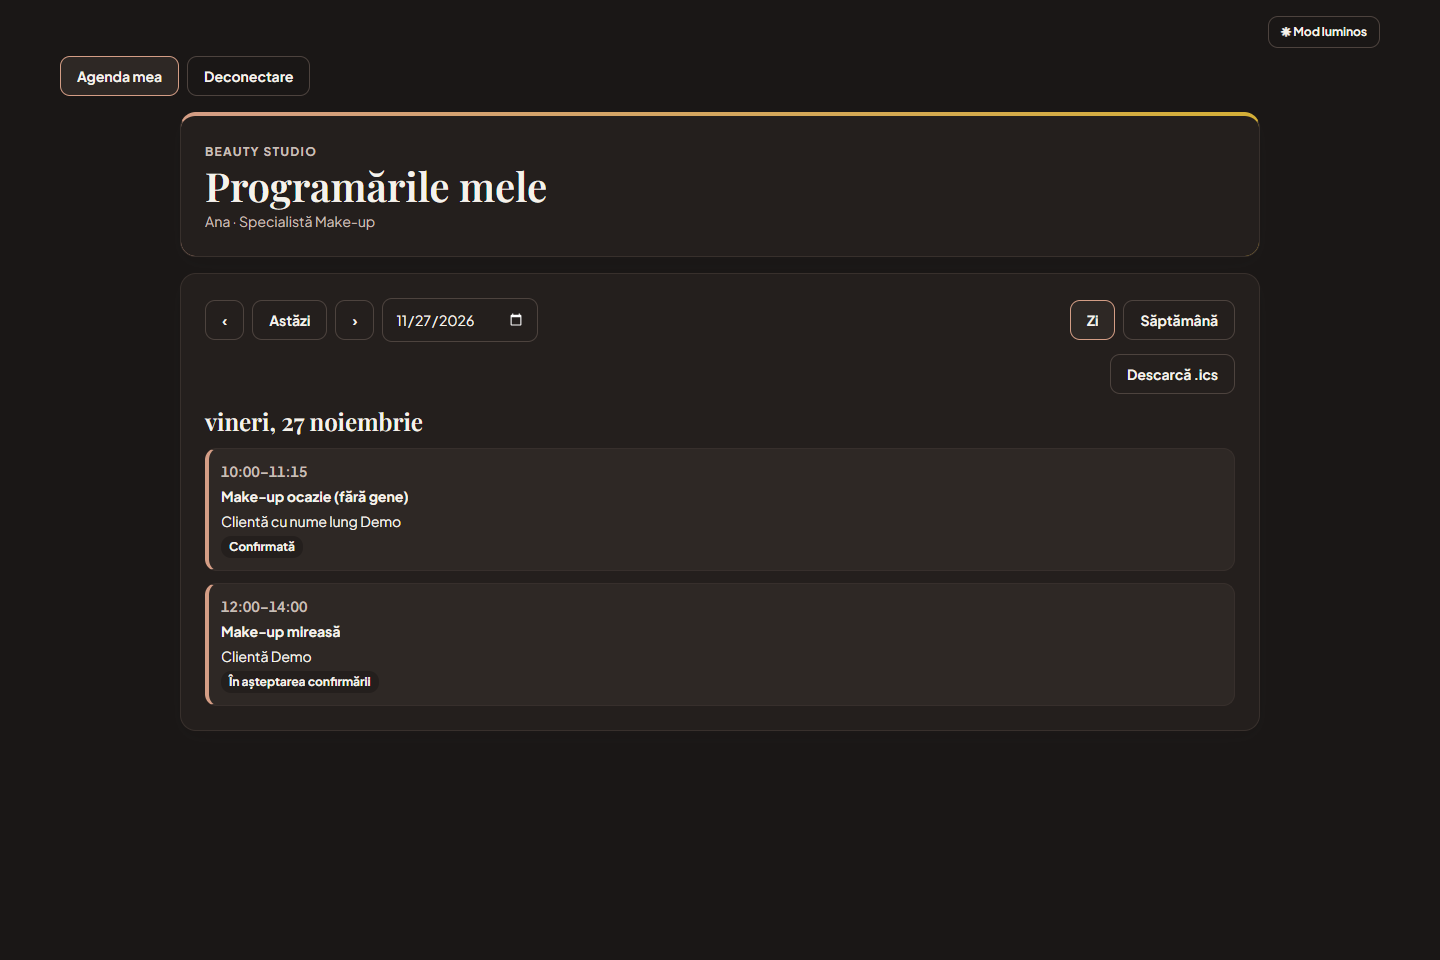 ❋ Mod luminos
Agenda mea
Deconectare
BEAUTY STUDIO
Programările mele
Ana · Specialistă Make-up
‹
Astăzi
›
11/27/2026
Zi
Săptămână
Descarcă .ics
vineri, 27 noiembrie
10:00–11:15
Make-up ocazie (fără gene)
Clientă cu nume lung Demo
Confirmată
12:00–14:00
Make-up mireasă
Clientă Demo
În așteptarea confirmării